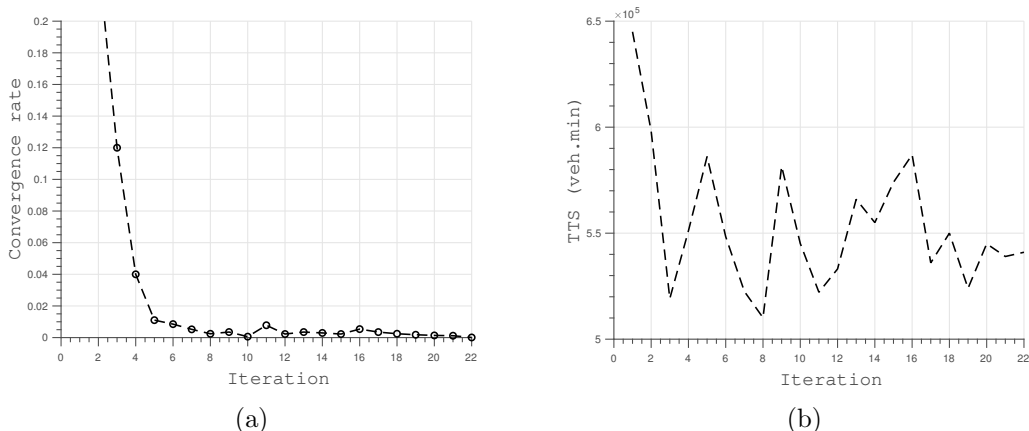 0.2
0.18
0.16
0.14
0.12
0.1
0.08
0.06
0.04
0.02
0
Convergence rate
0 2 4 6 8 10 12 14 16 18 20 22
Iteration
(a)
×10⁵
6.5
6
5.5
5
TTS (veh.min)
0 2 4 6 8 10 12 14 16 18 20 22
Iteration
(b)